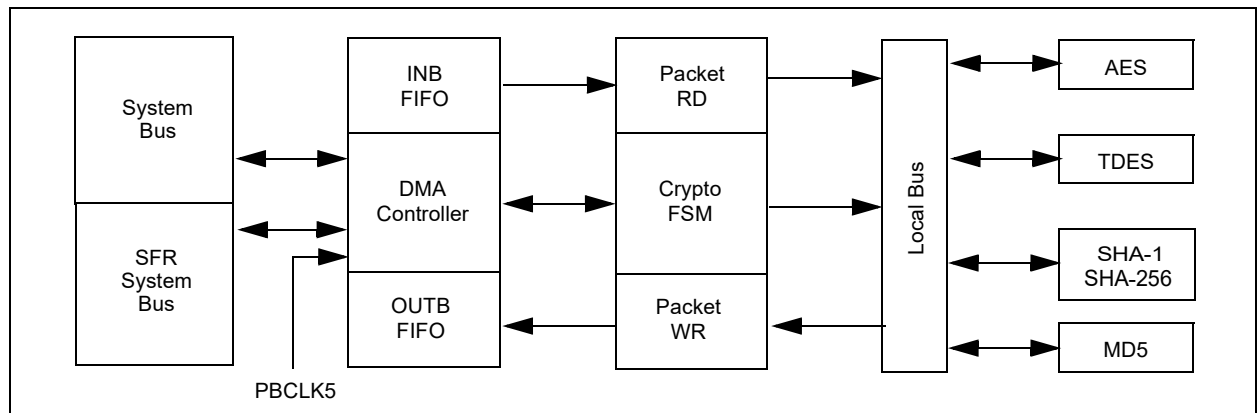 System
Bus
SFR
System
Bus
INB
FIFO
DMA
Controller
OUTB
FIFO
PBCLK5
Packet
RD
Crypto
FSM
Packet
WR
Local Bus
AES
TDES
SHA-1
SHA-256
MD5